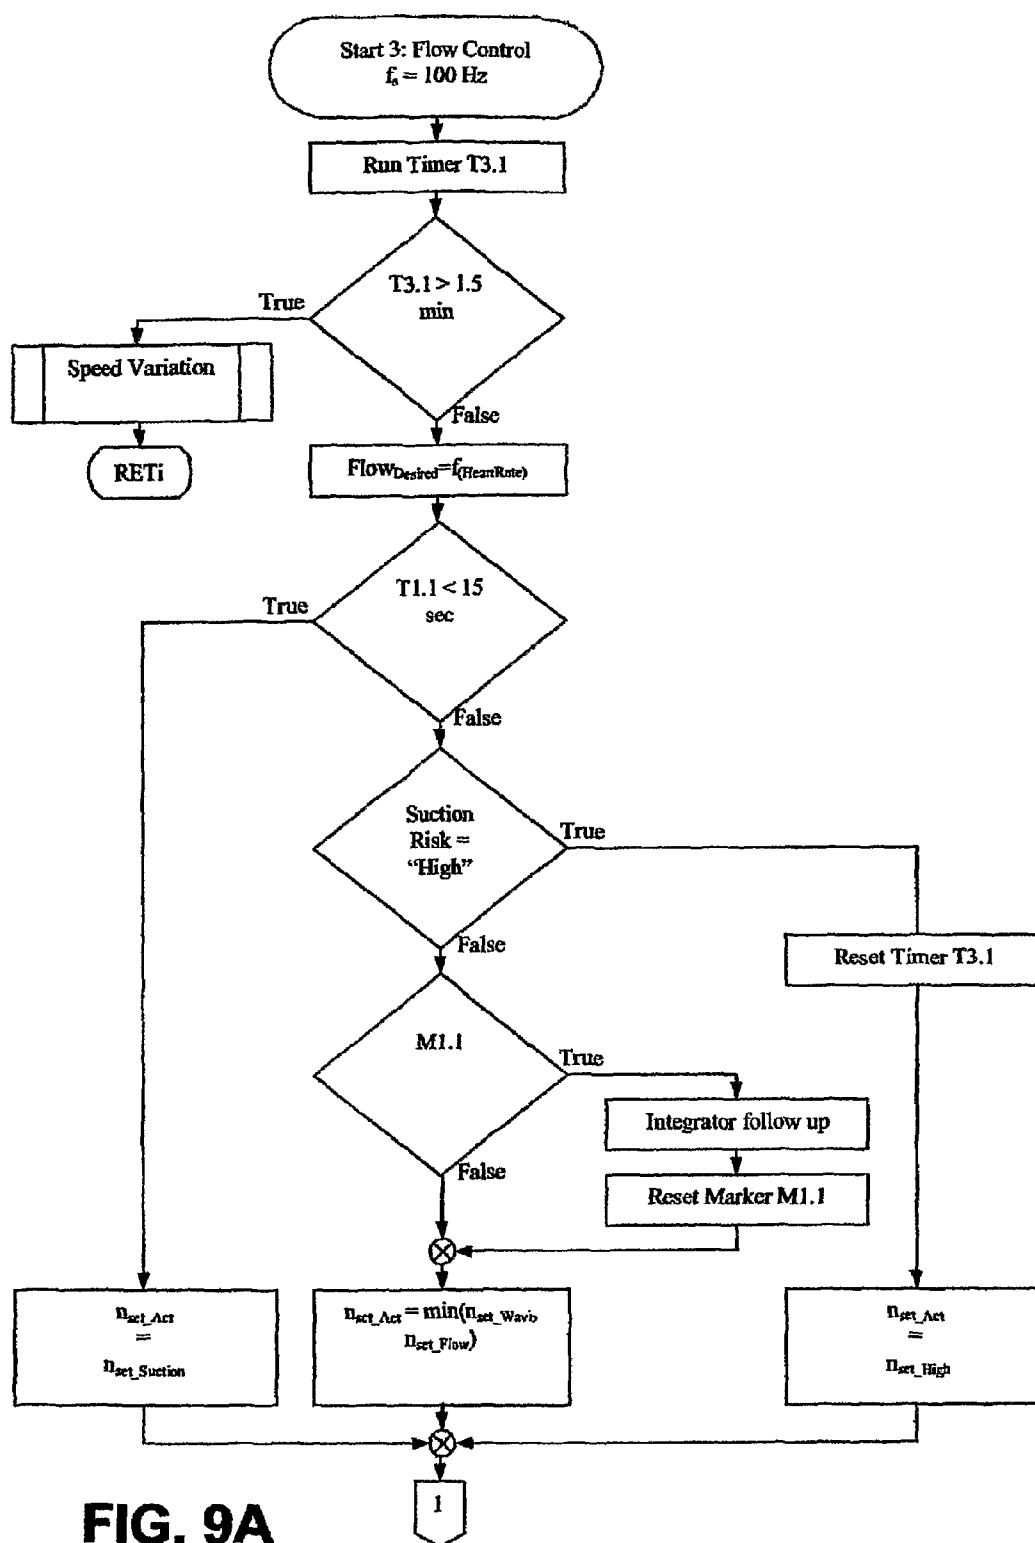 Start 3: Flow Control
fs = 100 Hz
Run Timer T3.1
T3.1 > 1.5
min
True
False
Speed Variation
RETi
FlowDesired=f(HeartRate)
T1.1 < 15
sec
True
False
Suction
Risk =
“High”
True
False
Reset Timer T3.1
M1.1
True
False
Integrator follow up
Reset Marker M1.1
nset_Act
=
nset_Suction
nset_Act = min(nset_Wavib,
nset_Flow)
nset_Act
=
nset_High
1
FIG. 9A